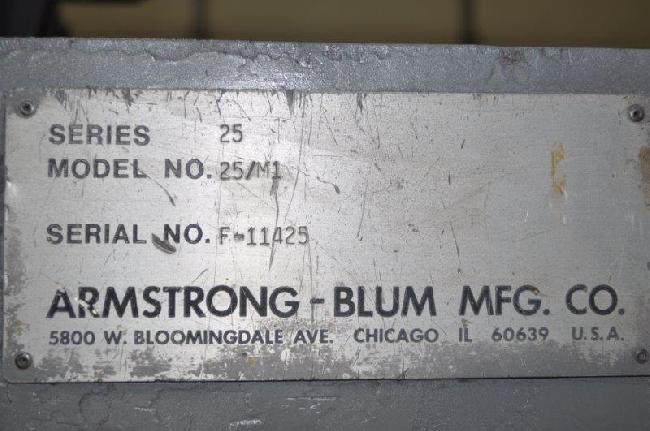 SERIES 25
MODEL NO. 25/M1
SERIAL NO. F-11425
ARMSTRONG-BLUM MFG. CO.
5800 W. BLOOMINGDALE AVE. CHICAGO IL 60639 U.S.A.